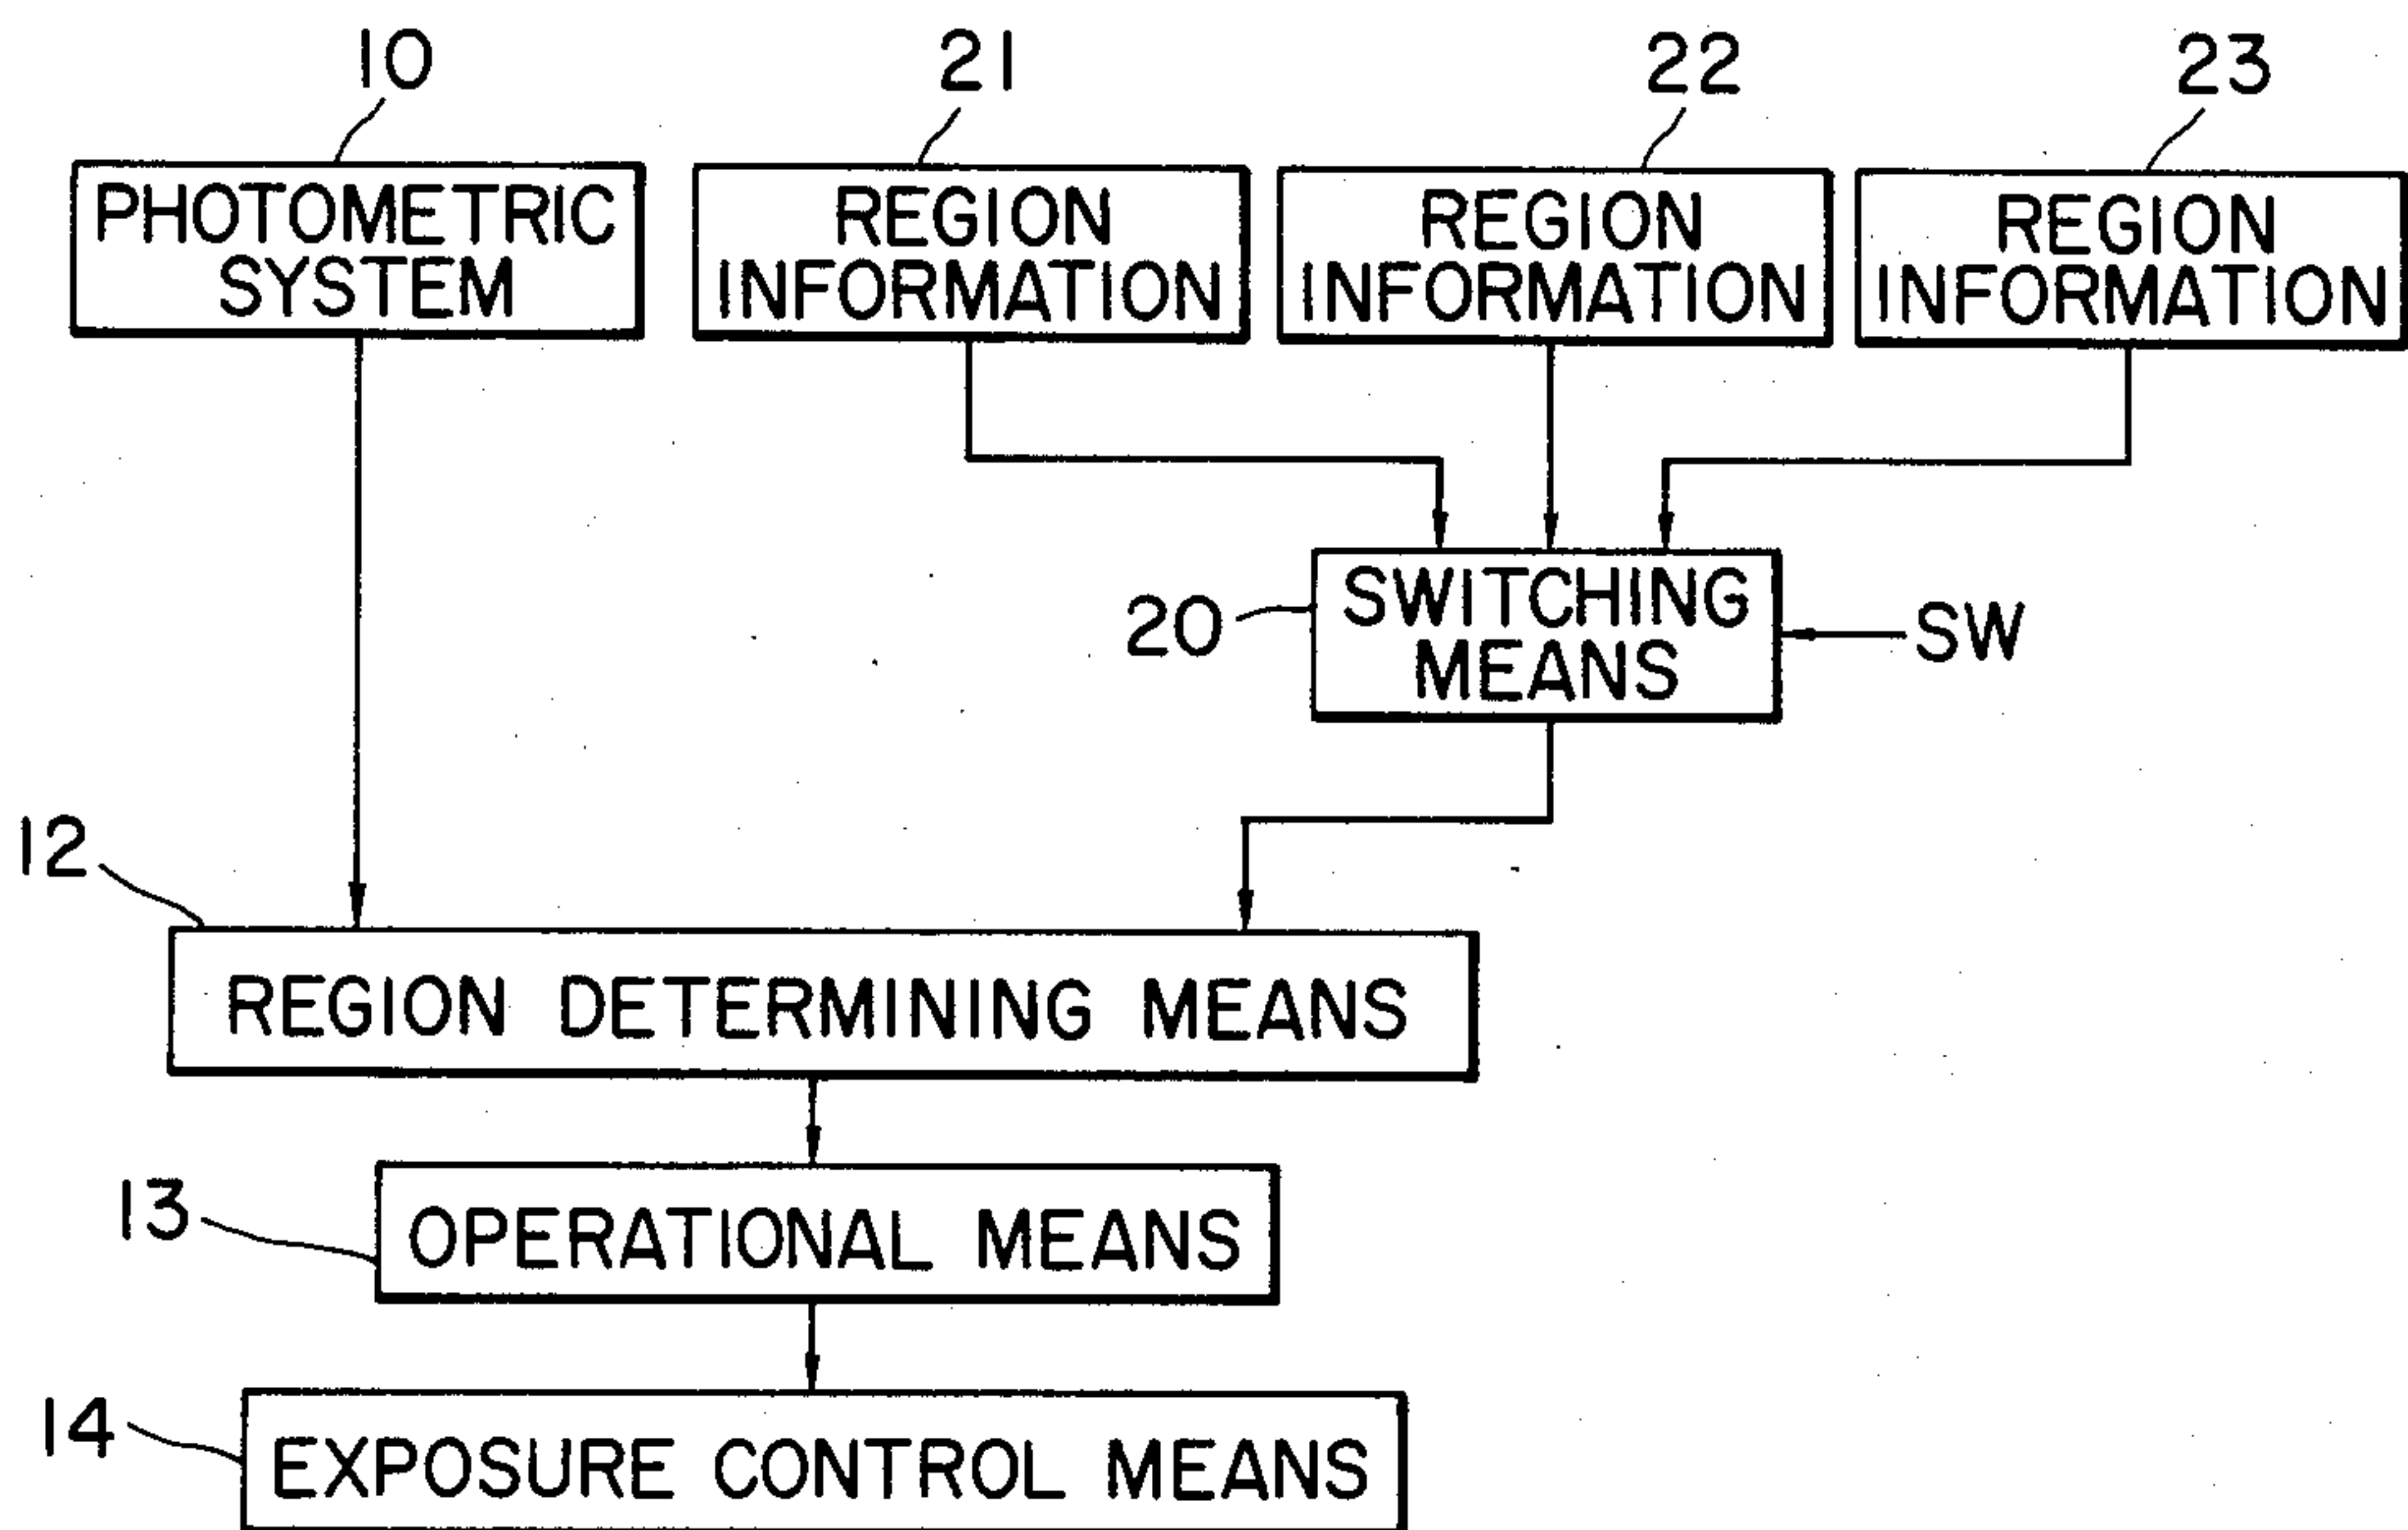 10
21
22
23
PHOTOMETRIC
SYSTEM
REGION
INFORMATION
REGION
INFORMATION
REGION
INFORMATION
20
SWITCHING
MEANS
SW
12
REGION DETERMINING MEANS
13
OPERATIONAL MEANS
14
EXPOSURE CONTROL MEANS